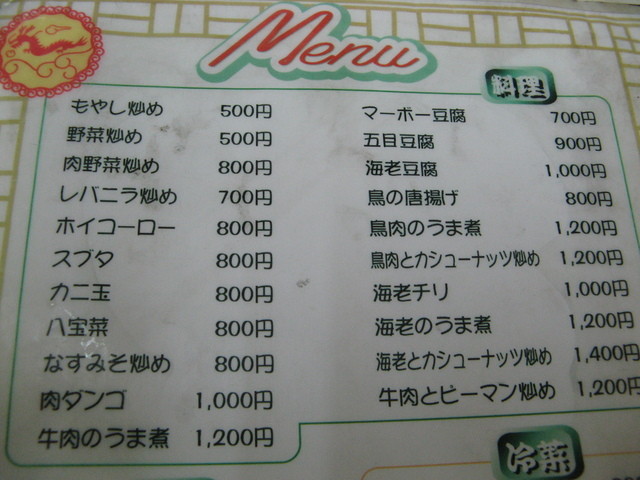 Menu
料理
もやし炒め 500円
野菜炒め 500円
肉野菜炒め 800円
レバニラ炒め 700円
ホイコーロー 800円
スブタ 800円
カニ玉 800円
八宝菜 800円
なすみそ炒め 800円
肉ダンゴ 1,000円
牛肉のうま煮 1,200円
マーボー豆腐 700円
五目豆腐 900円
海老豆腐 1,000円
鳥の唐揚げ 800円
鳥肉のうま煮 1,200円
鳥肉とカシューナッツ炒め 1,200円
海老チリ 1,000円
海老のうま煮 1,200円
海老とカシューナッツ炒め 1,400円
牛肉とピーマン炒め 1,200円
冷菜